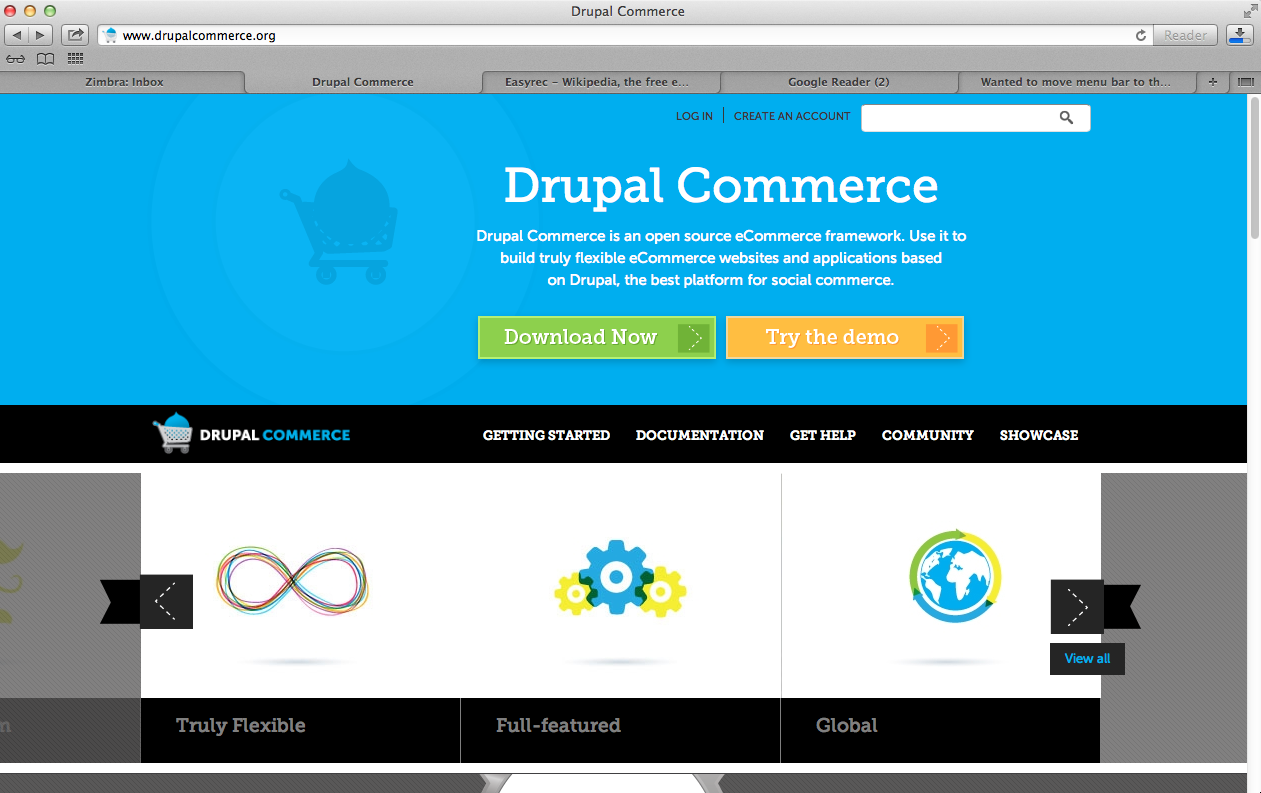 Drupal Commerce
www.drupalcommerce.org
Reader
Zimbra: Inbox
Drupal Commerce
Easyrec – Wikipedia, the free e...
Google Reader (2)
Wanted to move menu bar to th...
+
LOG IN
CREATE AN ACCOUNT
Drupal Commerce
Drupal Commerce is an open source eCommerce framework. Use it to
build truly flexible eCommerce websites and applications based
on Drupal, the best platform for social commerce.
Download Now
Try the demo
DRUPAL COMMERCE
GETTING STARTED
DOCUMENTATION
GET HELP
COMMUNITY
SHOWCASE
View all
Truly Flexible
Full-featured
Global